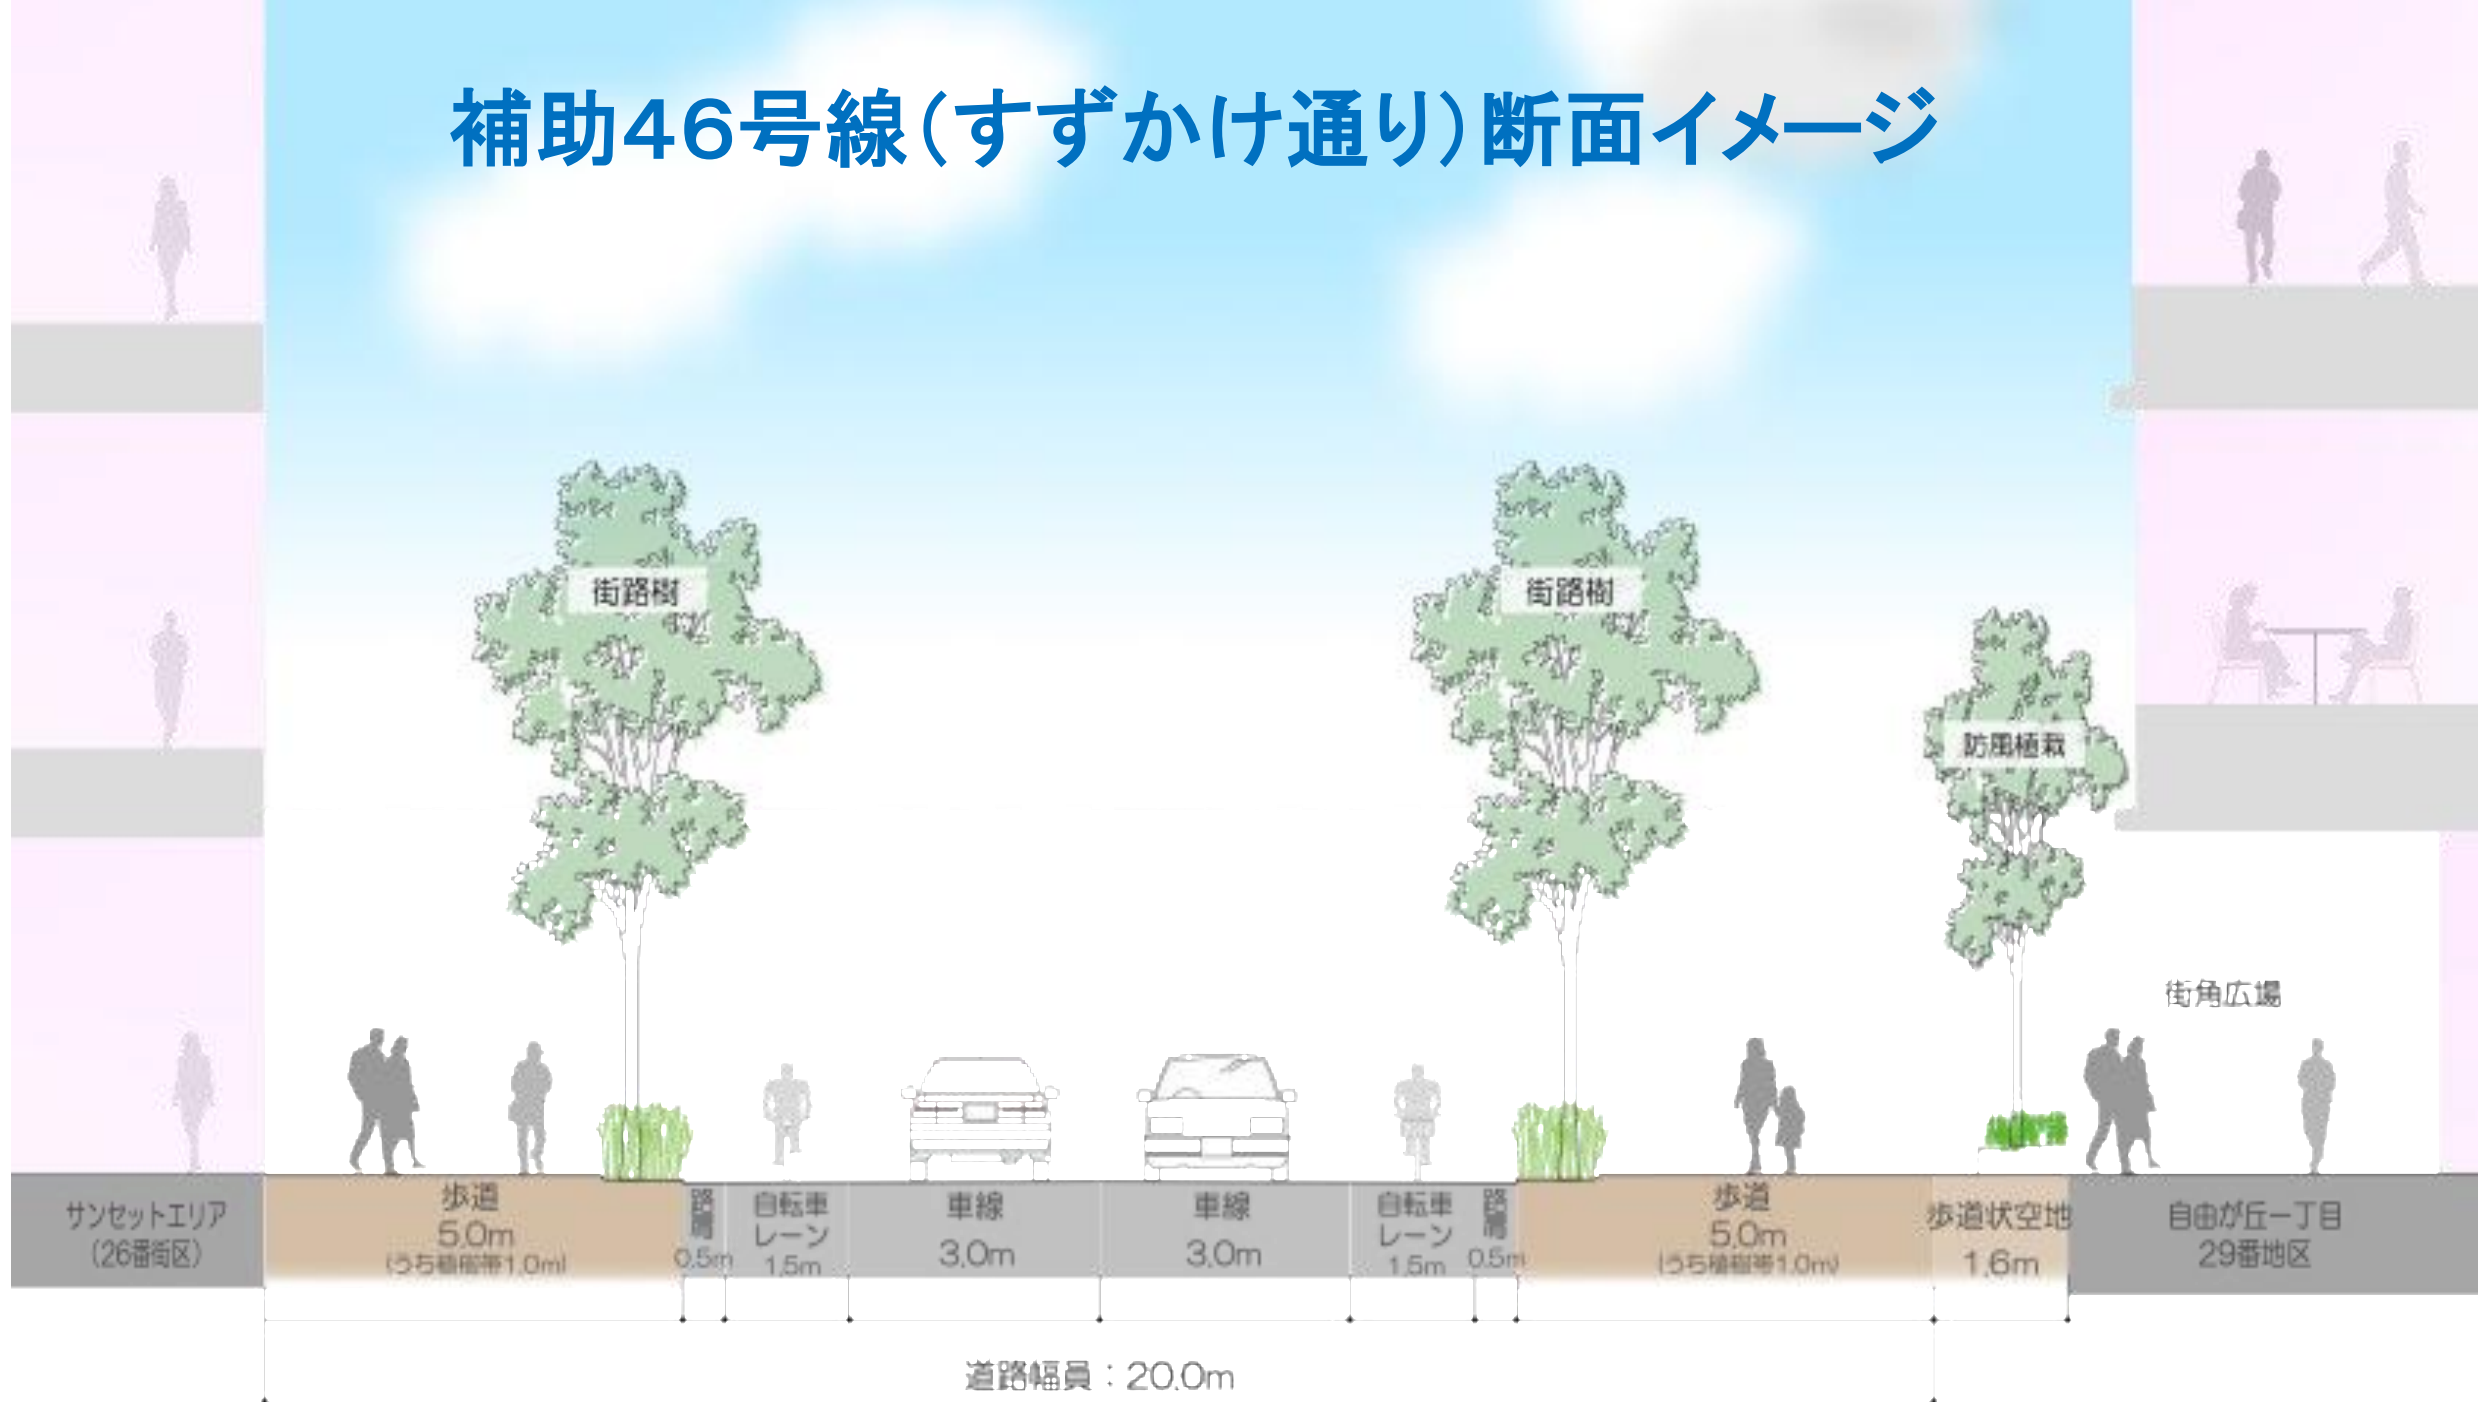 補助46号線(すずかけ通り)断面イメージ
街路樹
街路樹
防風植栽
街角広場
サンセットエリア
(26番街区)
歩道
5.0m
(うち植樹帯1.0m)
路肩
0.5m
自転車
レーン
1.5m
車線
3.0m
車線
3.0m
自転車
レーン
1.5m
路肩
0.5m
歩道
5.0m
(うち植樹帯1.0m)
歩道状空地
1.6m
自由が丘一丁目
29番地区
道路幅員:20.0m